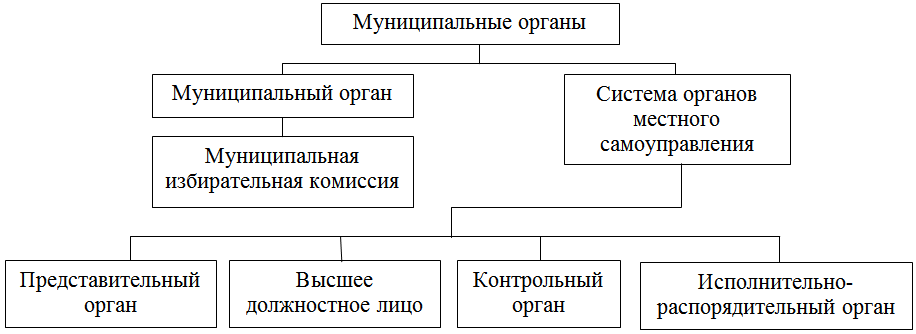 Муниципальные органы
Муниципальный орган
Система органов
местного
самоуправления
Муниципальная
избирательная комиссия
Представительный
орган
Высшее
должностное лицо
Контрольный
орган
Исполнительно-
распорядительный орган